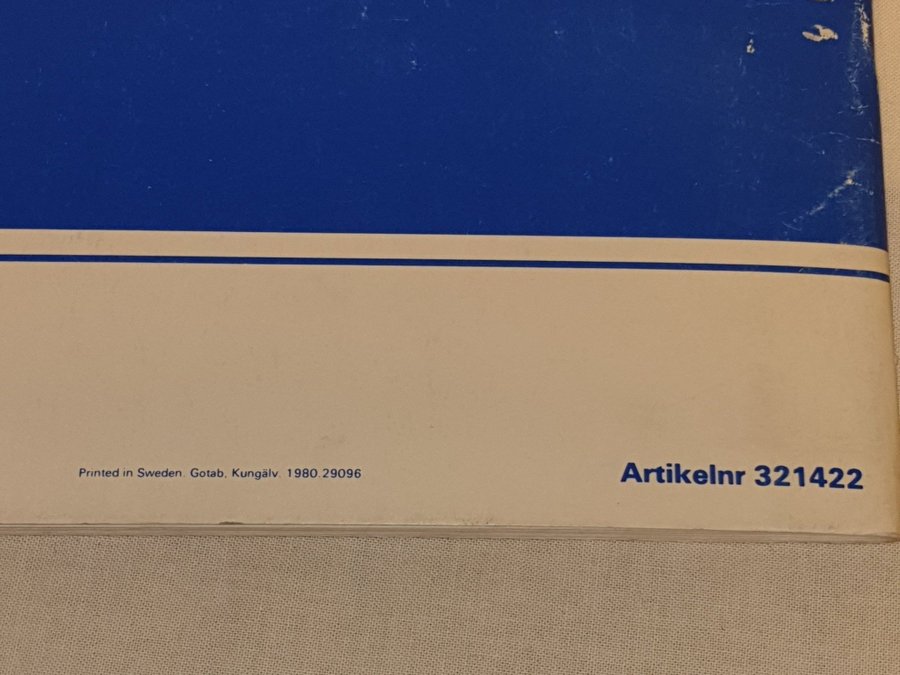 Printed in Sweden. Gotab, Kungälv. 1980.29096
Artikelnr 321422